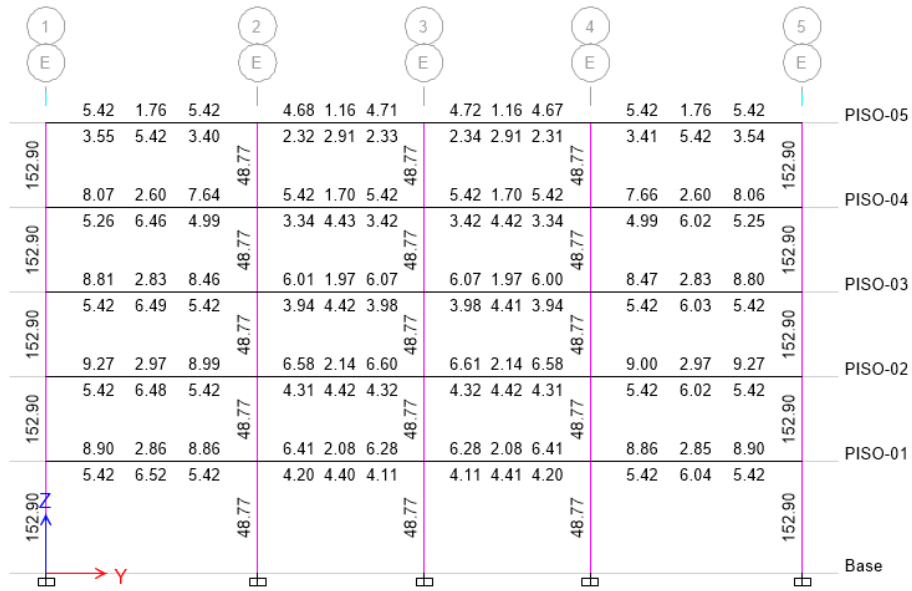 1 2 3 4 5
E E E E E
5.42 1.76 5.42 4.68 1.16 4.71 4.72 1.16 4.67 5.42 1.76 5.42
PISO-05
3.55 5.42 3.40 2.32 2.91 2.33 2.34 2.91 2.31 3.41 5.42 3.54
152.90 48.77 48.77 48.77 152.90
8.07 2.60 7.64 5.42 1.70 5.42 5.42 1.70 5.42 7.66 2.60 8.06
PISO-04
5.26 6.46 4.99 3.34 4.43 3.42 3.42 4.42 3.34 4.99 6.02 5.25
152.90 48.77 48.77 48.77 152.90
8.81 2.83 8.46 6.01 1.97 6.07 6.07 1.97 6.00 8.47 2.83 8.80
PISO-03
5.42 6.49 5.42 3.94 4.42 3.98 3.98 4.41 3.94 5.42 6.03 5.42
152.90 48.77 48.77 48.77 152.90
9.27 2.97 8.99 6.58 2.14 6.60 6.61 2.14 6.58 9.00 2.97 9.27
PISO-02
5.42 6.48 5.42 4.31 4.42 4.32 4.32 4.42 4.31 5.42 6.02 5.42
152.90 48.77 48.77 48.77 152.90
8.90 2.86 8.86 6.41 2.08 6.28 6.28 2.08 6.41 8.86 2.85 8.90
PISO-01
5.42 6.52 5.42 4.20 4.40 4.11 4.11 4.41 4.20 5.42 6.04 5.42
152.90 48.77 48.77 48.77 152.90
Z
Y
Base